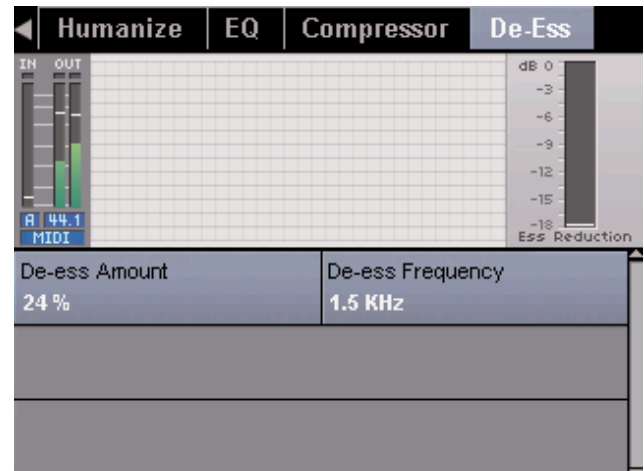 Humanize EQ Compressor De-Ess
IN OUT
dB 0
-3
-6
-9
-12
-15
-18
Ess Reduction
A 44.1
MIDI
De-ess Amount
24 %
De-ess Frequency
1.5 KHz